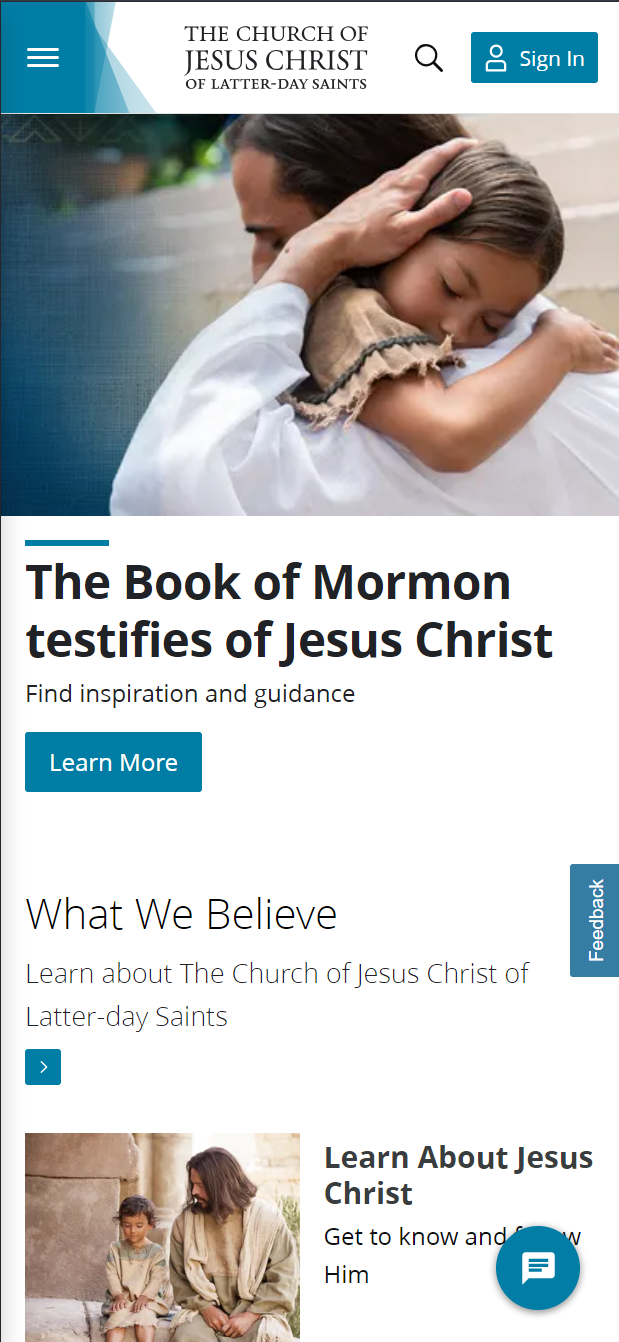 THE CHURCH OF
JESUS CHRIST
OF LATTER-DAY SAINTS
Sign In
The Book of Mormon
testifies of Jesus Christ
Find inspiration and guidance
Learn More
Feedback
What We Believe
Learn about The Church of Jesus Christ of
Latter-day Saints
Learn About Jesus
Christ
Get to know and
Him